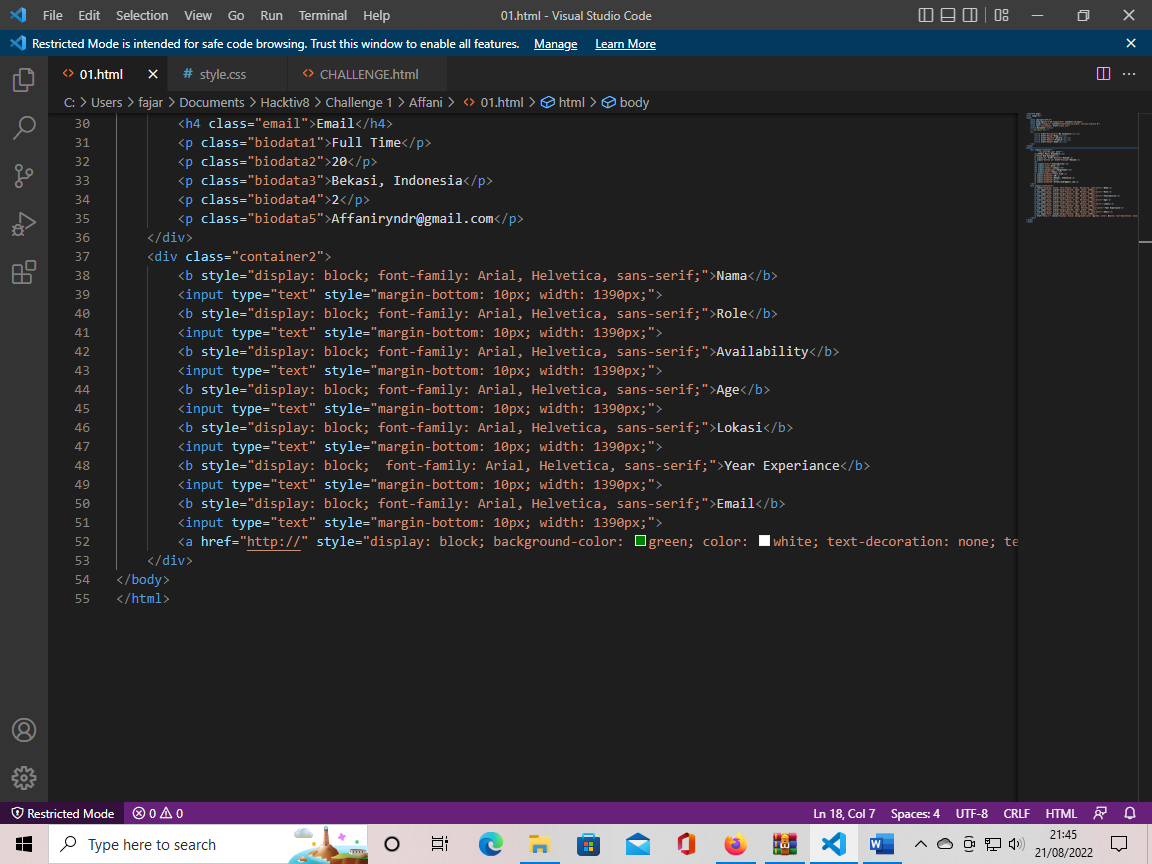 File Edit Selection View Go Run Terminal Help 01.html - Visual Studio Code
Restricted Mode is intended for safe code browsing. Trust this window to enable all features. Manage Learn More
01.html style.css CHALLENGE.html
C: > Users > fajar > Documents > Hacktiv8 > Challenge 1 > Affani > 01.html > html > body
30 <h4 class="email">Email</h4>
31 <p class="biodata1">Full Time</p>
32 <p class="biodata2">20</p>
33 <p class="biodata3">Bekasi, Indonesia</p>
34 <p class="biodata4">2</p>
35 <p class="biodata5">Affaniryndr@gmail.com</p>
36 </div>
37 <div class="container2">
38 <b style="display: block; font-family: Arial, Helvetica, sans-serif;">Nama</b>
39 <input type="text" style="margin-bottom: 10px; width: 1390px;">
40 <b style="display: block; font-family: Arial, Helvetica, sans-serif;">Role</b>
41 <input type="text" style="margin-bottom: 10px; width: 1390px;">
42 <b style="display: block; font-family: Arial, Helvetica, sans-serif;">Availability</b>
43 <input type="text" style="margin-bottom: 10px; width: 1390px;">
44 <b style="display: block; font-family: Arial, Helvetica, sans-serif;">Age</b>
45 <input type="text" style="margin-bottom: 10px; width: 1390px;">
46 <b style="display: block; font-family: Arial, Helvetica, sans-serif;">Lokasi</b>
47 <input type="text" style="margin-bottom: 10px; width: 1390px;">
48 <b style="display: block;  font-family: Arial, Helvetica, sans-serif;">Year Experiance</b>
49 <input type="text" style="margin-bottom: 10px; width: 1390px;">
50 <b style="display: block; font-family: Arial, Helvetica, sans-serif;">Email</b>
51 <input type="text" style="margin-bottom: 10px; width: 1390px;">
52 <a href="http://" style="display: block; background-color: green; color: white; text-decoration: none; te
53 </div>
54 </body>
55 </html>
Restricted Mode 0 0 Ln 18, Col 7 Spaces: 4 UTF-8 CRLF HTML
Type here to search
21:45
21/08/2022